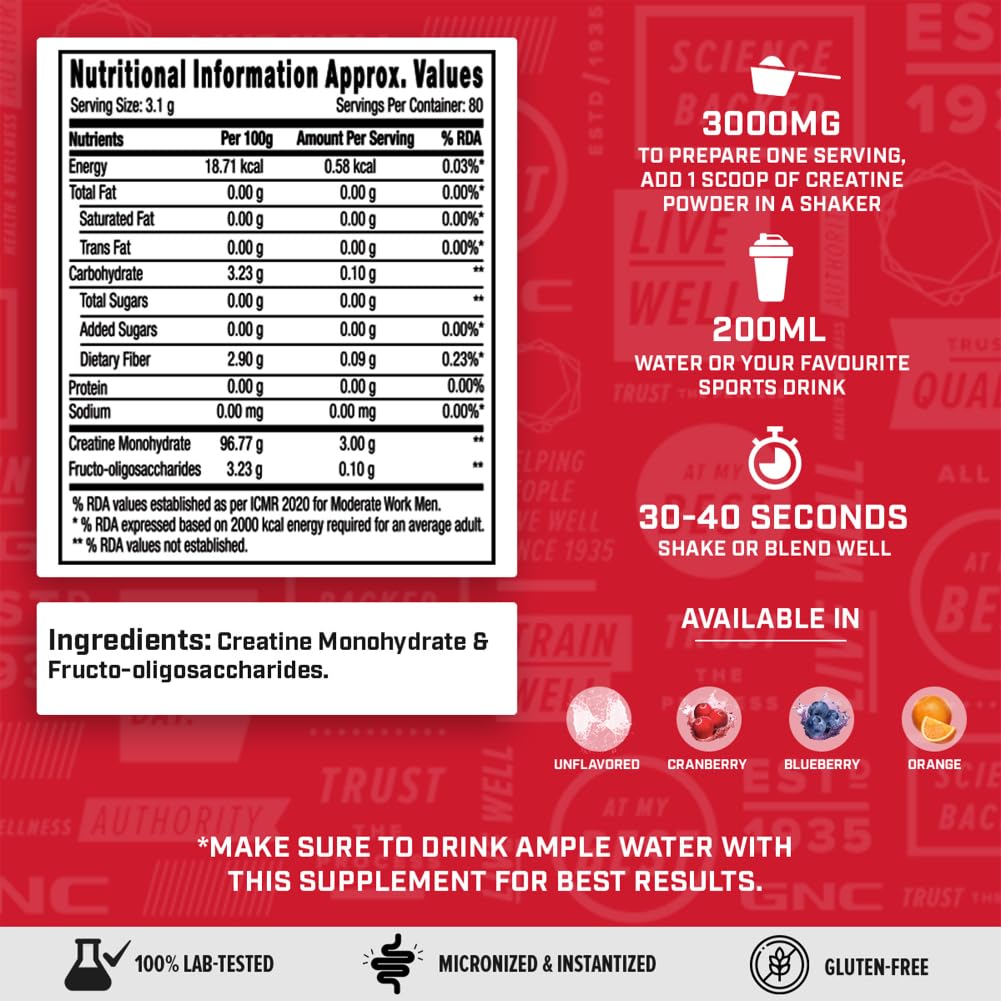 Nutritional Information Approx. Values
Serving Size: 3.1 g Servings Per Container: 80
Nutrients Per 100g Amount Per Serving % RDA
Energy 18.71 kcal 0.58 kcal 0.03%*
Total Fat 0.00 g 0.00 g 0.00%*
Saturated Fat 0.00 g 0.00 g 0.00%*
Trans Fat 0.00 g 0.00 g 0.00%*
Carbohydrate 3.23 g 0.10 g **
Total Sugars 0.00 g 0.00 g **
Added Sugars 0.00 g 0.00 g 0.00%*
Dietary Fiber 2.90 g 0.09 g 0.23%*
Protein 0.00 g 0.00 g 0.00%
Sodium 0.00 mg 0.00 mg 0.00%*
Creatine Monohydrate 96.77 g 3.00 g **
Fructo-oligosaccharides 3.23 g 0.10 g **
% RDA values established as per ICMR 2020 for Moderate Work Men.
* % RDA expressed based on 2000 kcal energy required for an average adult.
** % RDA values not established.
Ingredients: Creatine Monohydrate &
Fructo-oligosaccharides.
3000MG
TO PREPARE ONE SERVING,
ADD 1 SCOOP OF CREATINE
POWDER IN A SHAKER
200ML
WATER OR YOUR FAVOURITE
SPORTS DRINK
30-40 SECONDS
SHAKE OR BLEND WELL
AVAILABLE IN
UNFLAVORED CRANBERRY BLUEBERRY ORANGE
*MAKE SURE TO DRINK AMPLE WATER WITH
THIS SUPPLEMENT FOR BEST RESULTS.
100% LAB-TESTED MICRONIZED & INSTANTIZED GLUTEN-FREE